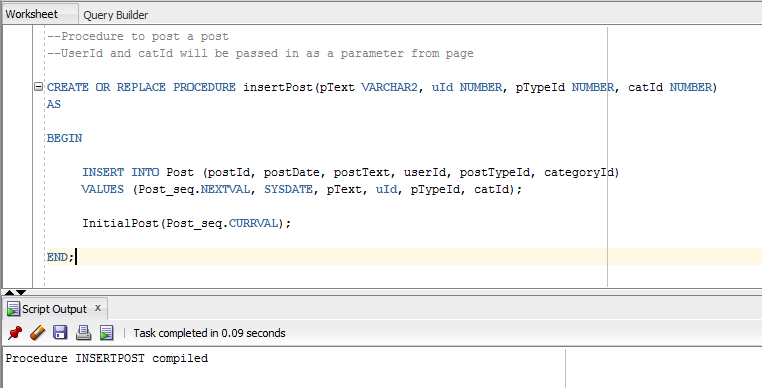 Worksheet Query Builder
--Procedure to post a post
--UserId and catId will be passed in as a parameter from page
CREATE OR REPLACE PROCEDURE insertPost(pText VARCHAR2, uId NUMBER, pTypeId NUMBER, catId NUMBER)
AS
BEGIN
INSERT INTO Post (postId, postDate, postText, userId, postTypeId, categoryId)
VALUES (Post_seq.NEXTVAL, SYSDATE, pText, uId, pTypeId, catId);
InitialPost(Post_seq.CURRVAL);
END;
Script Output x
Task completed in 0.09 seconds
Procedure INSERTPOST compiled